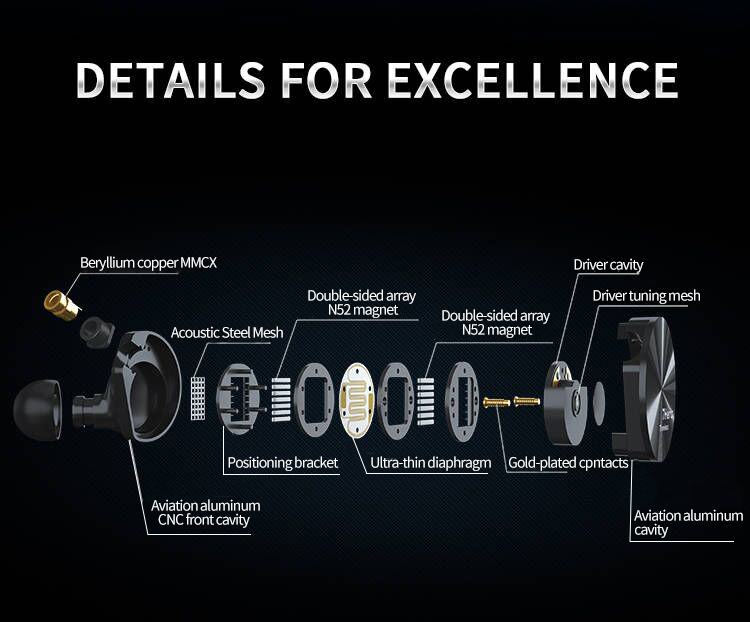 DETAILS FOR EXCELLENCE
Beryllium copper MMCX
Driver cavity
Double-sided array
N52 magnet
Driver tuning mesh
Double-sided array
N52 magnet
Acoustic Steel Mesh
Positioning bracket
Ultra-thin diaphragm
Gold-plated cpntacts
Aviation aluminum
CNC front cavity
Aviation aluminum
cavity